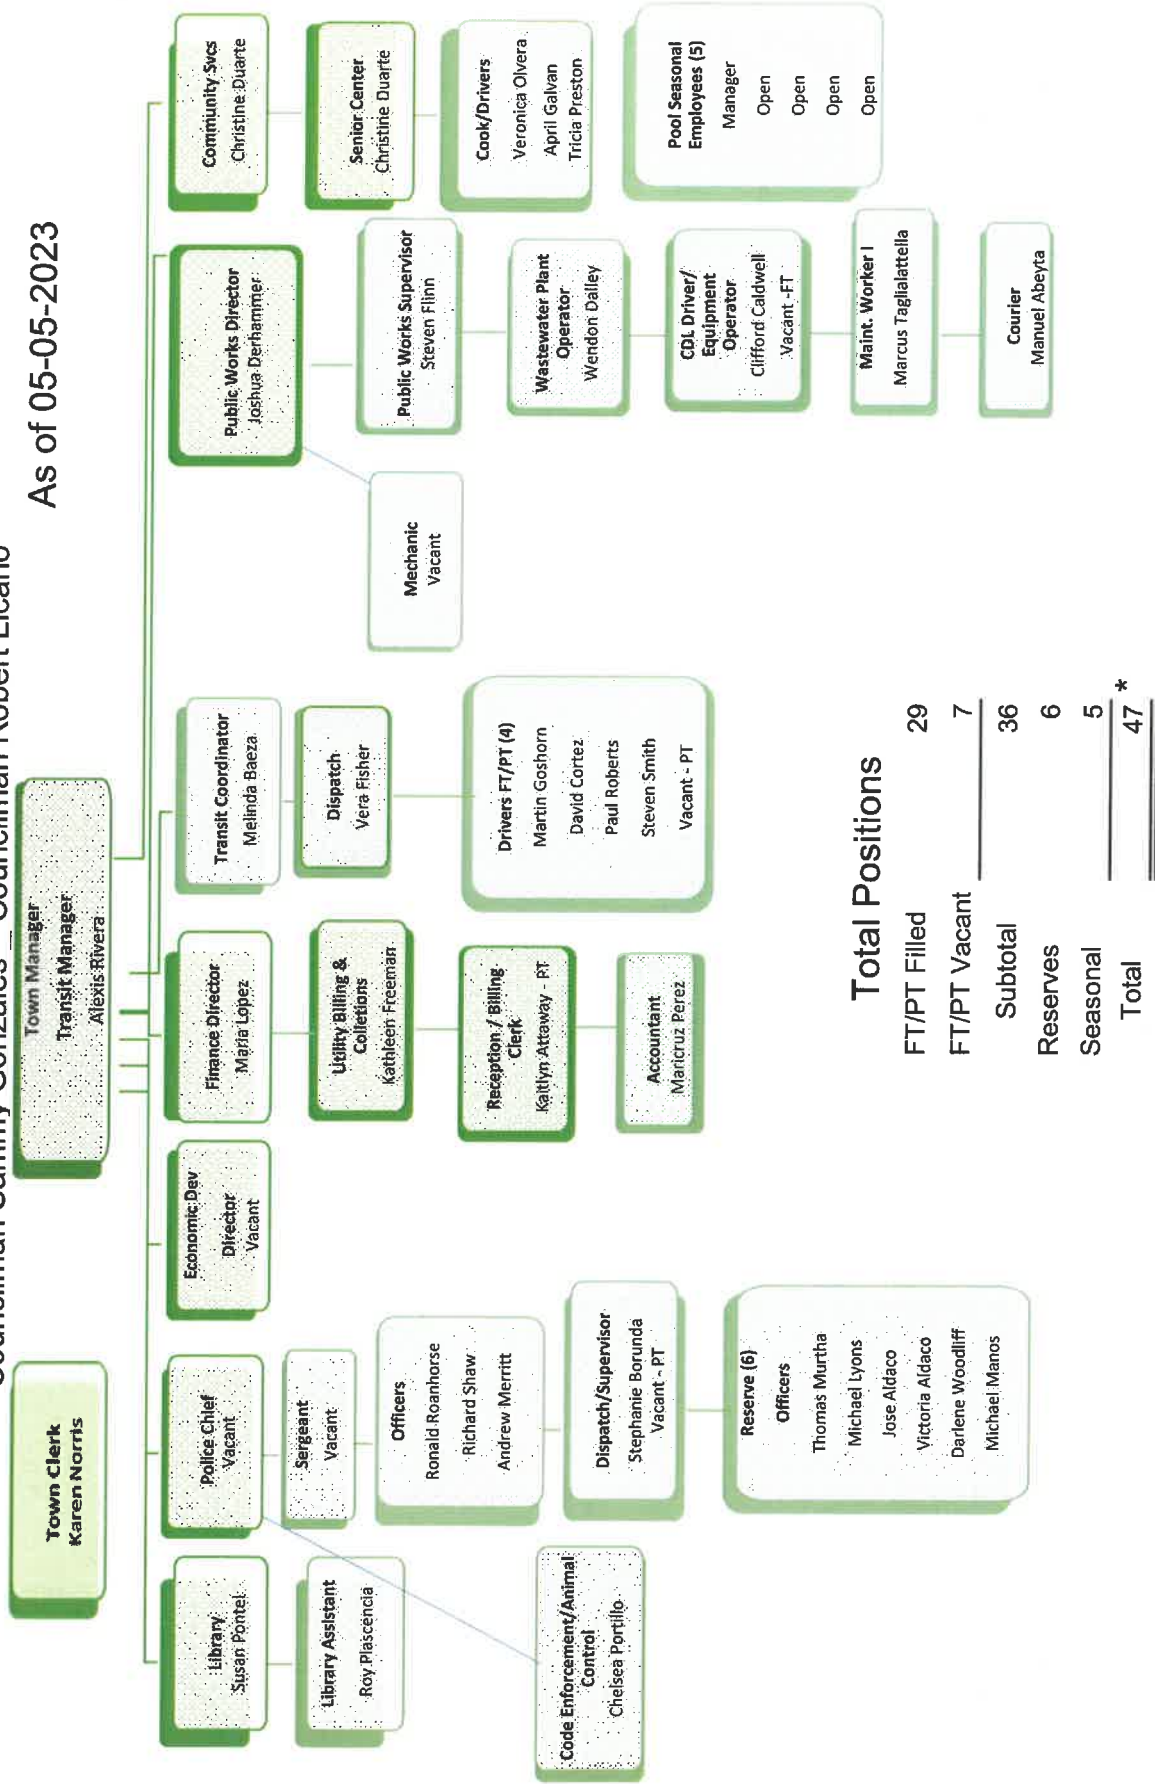 Councilman Sammy Gonzales _ Councilman Robert Licano
As of 05-05-2023
Town Clerk
Karen Norris
Town Manager
Transit Manager
Alexis Rivera
Library
Susan Pontel
Library Assistant
Roy Plascencia
Police Chief
Vacant
Sergeant
Vacant
Officers
Ronald Roanhorse
Richard Shaw
Andrew Merritt
Dispatch/Supervisor
Stephanie Borunda
Vacant - PT
Reserve (6)
Officers
Thomas Murtha
Michael Lyons
Jose Aldaco
Victoria Aldaco
Darlene Woodliff
Michael Manos
Code Enforcement/Animal
Control
Chelsea Portillo
Economic Dev
Director
Vacant
Finance Director
Maria Lopez
Utility Billing &
Colletions
Kathleen Freeman
Reception / Billing
Clerk
Kaitlyn Attaway - PT
Accountant
Maricruz Perez
Transit Coordinator
Melinda Baeza
Dispatch
Vera Fisher
Drivers FT/PT (4)
Martin Goshorn
David Cortez
Paul Roberts
Steven Smith
Vacant - PT
Public Works Director
Joshua Derhammer
Mechanic
Vacant
Public Works Supervisor
Steven Flinn
Wastewater Plant
Operator
Wendon Dalley
CDL Driver/
Equipment
Operator
Clifford Caldwell
Vacant -FT
Maint. Worker I
Marcus Taglialattella
Courier
Manuel Abeyta
Community Svcs
Christine Duarte
Senior Center
Christine Duarte
Cook/Drivers
Veronica Olvera
April Galvan
Tricia Preston
Pool Seasonal
Employees (5)
Manager
Open
Open
Open
Open
Total Positions
FT/PT Filled 29
FT/PT Vacant 7
Subtotal 36
Reserves 6
Seasonal 5
Total 47 *